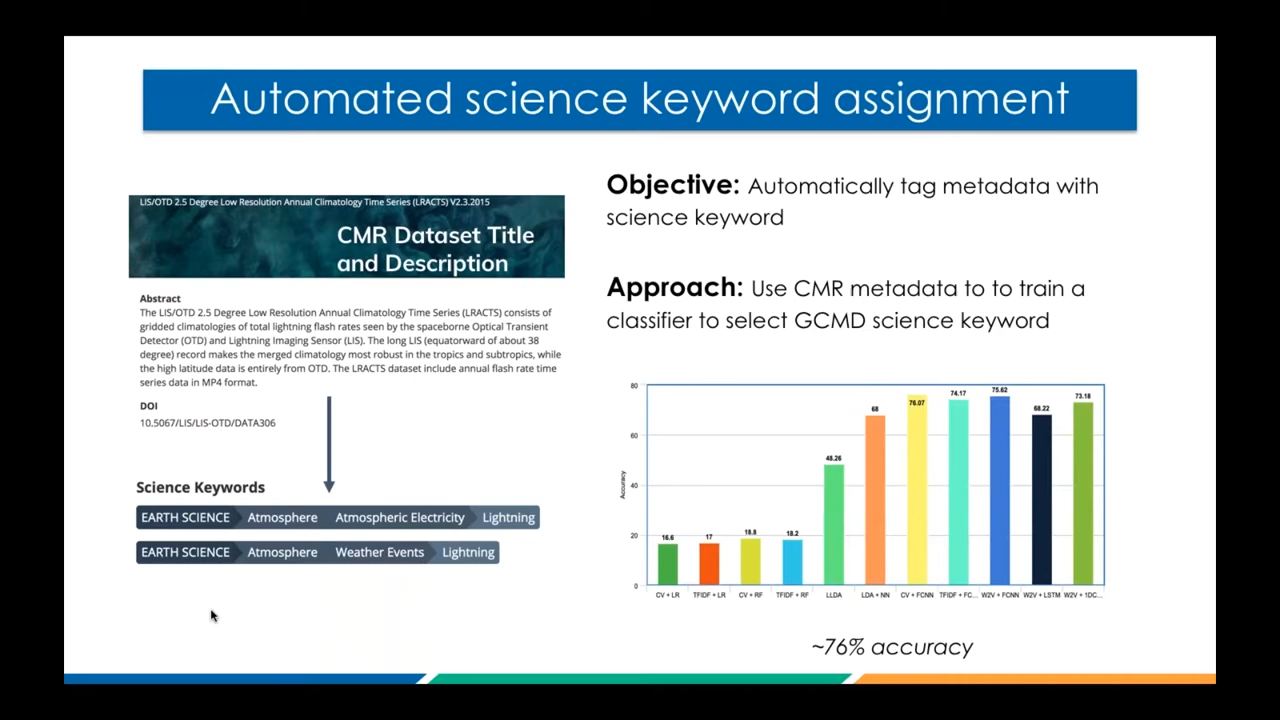 Automated science keyword assignment
LIS/OTD 2.5 Degree Low Resolution Annual Climatology Time Series (LRACTS) V2.3.2015
CMR Dataset Title
and Description
Abstract
The LIS/OTD 2.5 Degree Low Resolution Annual Climatology Time Series (LRACTS) consists of
gridded climatologies of total lightning flash rates seen by the spaceborne Optical Transient
Detector (OTD) and Lightning Imaging Sensor (LIS). The long LIS (equatorward of about 38
degree) record makes the merged climatology most robust in the tropics and subtropics, while
the high latitude data is entirely from OTD. The LRACTS dataset include annual flash rate time
series data in MP4 format.
DOI
10.5067/LIS/LIS-OTD/DATA306
Science Keywords
EARTH SCIENCE Atmosphere Atmospheric Electricity Lightning
EARTH SCIENCE Atmosphere Weather Events Lightning
Objective: Automatically tag metadata with
science keyword
Approach: Use CMR metadata to to train a
classifier to select GCMD science keyword
Accuracy
80
60
40
20
0
16.6 17 18.8 18.2 48.26 68 76.07 74.17 75.62 68.22 73.18
CV + LR TFIDF + LR CV + RF TFIDF + RF LLDA LDA + NN CV + FCNN TFIDF + FC... W2V + FCNN W2V + LSTM W2V + 1DC...
~76% accuracy